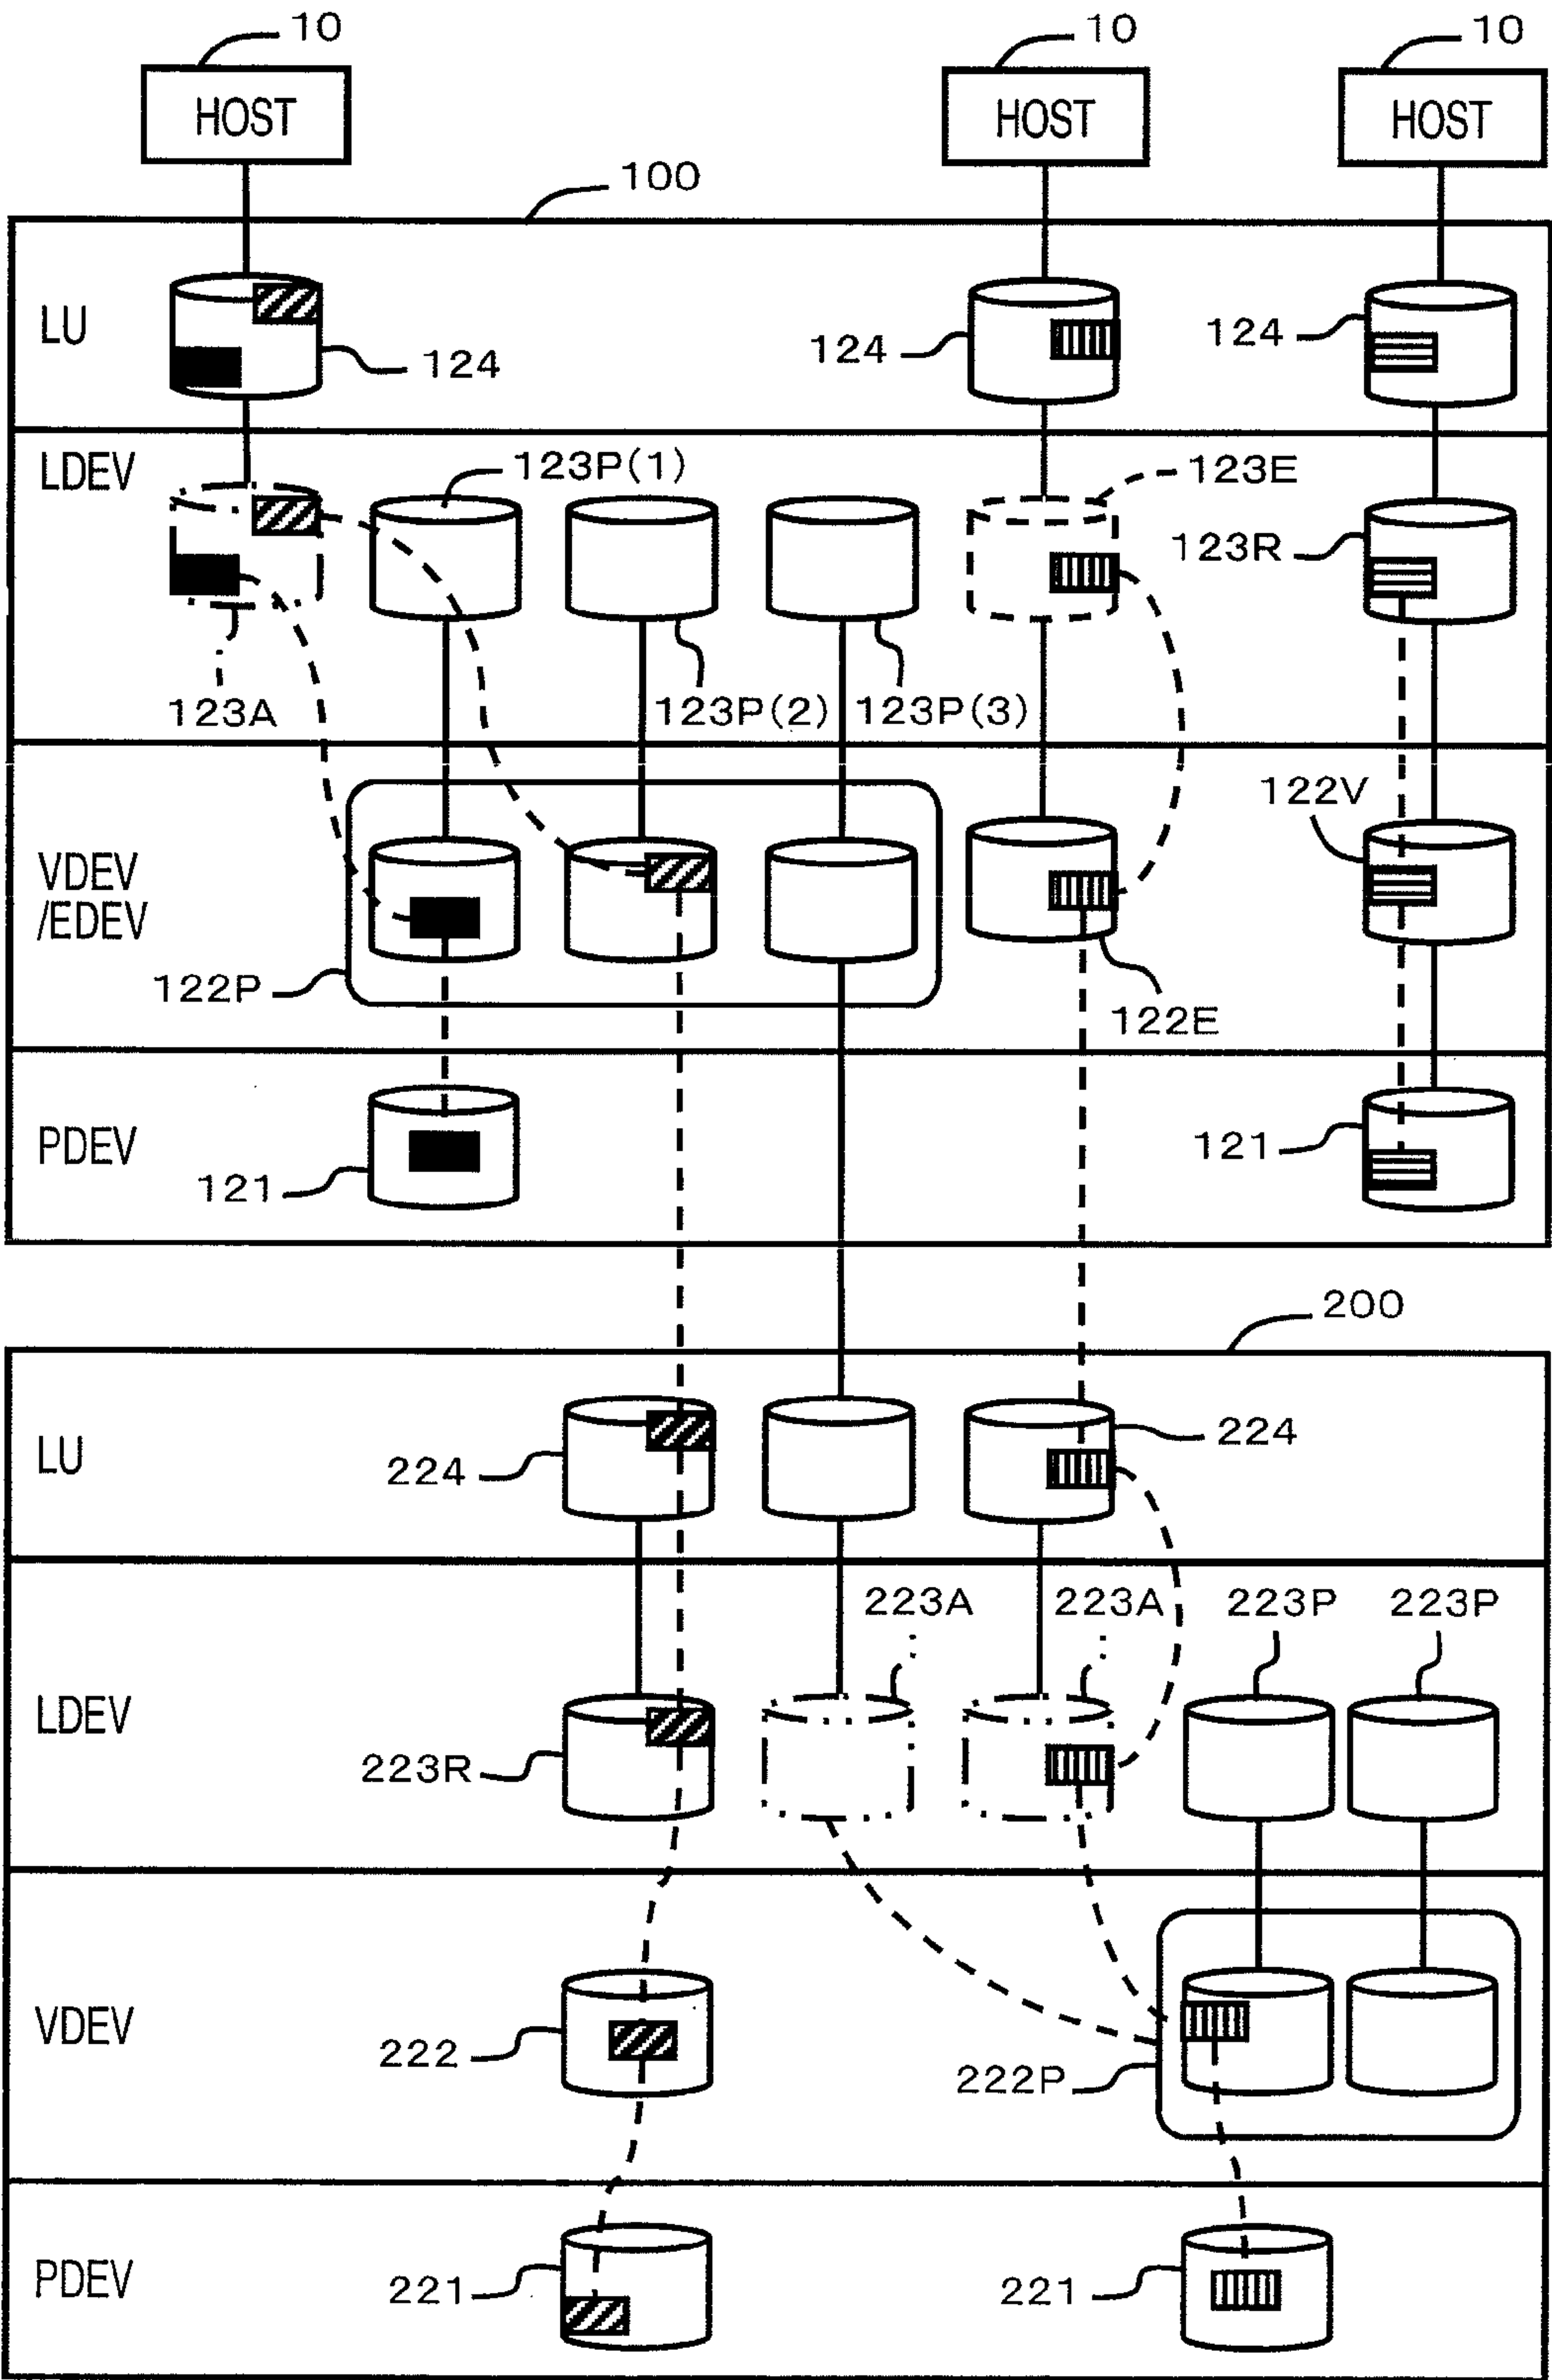 10 10 10
HOST HOST HOST
100
LU
124 124 124
LDEV
123P(1) 123E
123R
123A 123P(2) 123P(3)
122V
VDEV
/EDEV
122P 122E
PDEV
121 121
200
LU
224 224
223A 223A 223P 223P
LDEV
223R
VDEV
222 222P
PDEV
221 221